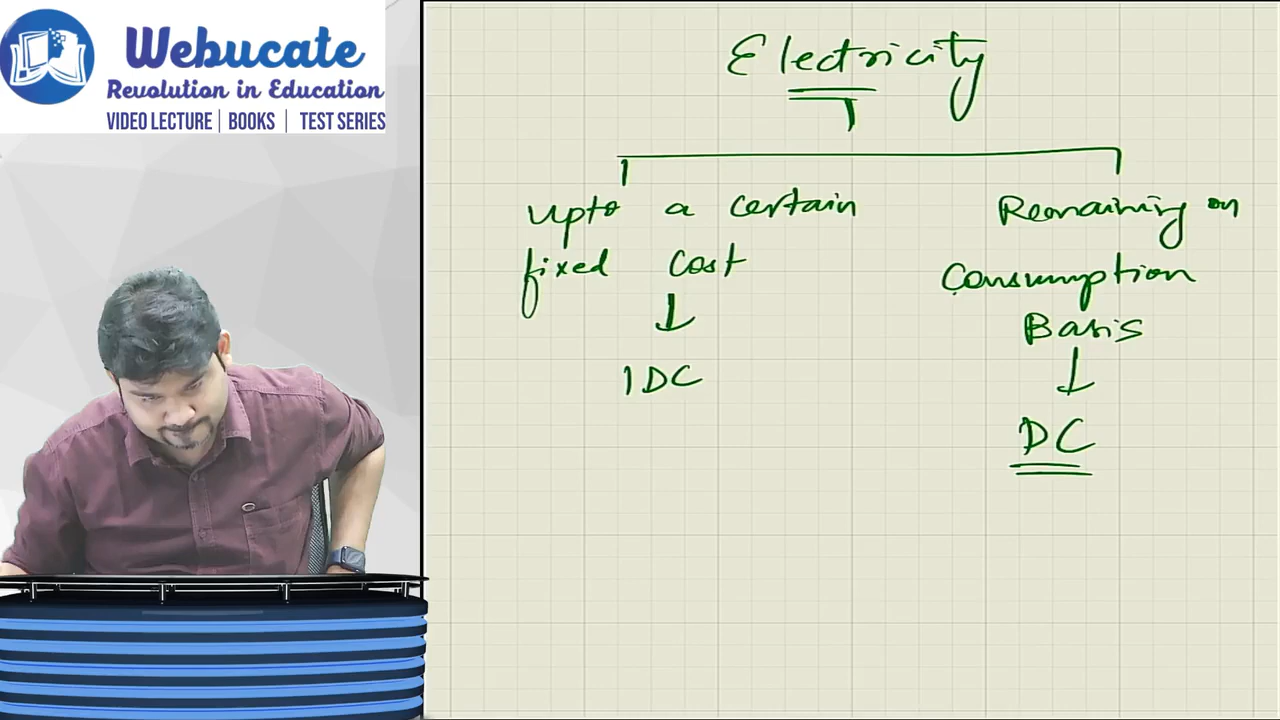 Webucate
Revolution in Education
VIDEO LECTURE | BOOKS | TEST SERIES
Electricity
upto a certain
fixed cost
IDC
Remaining on
Consumption
Basis
DC